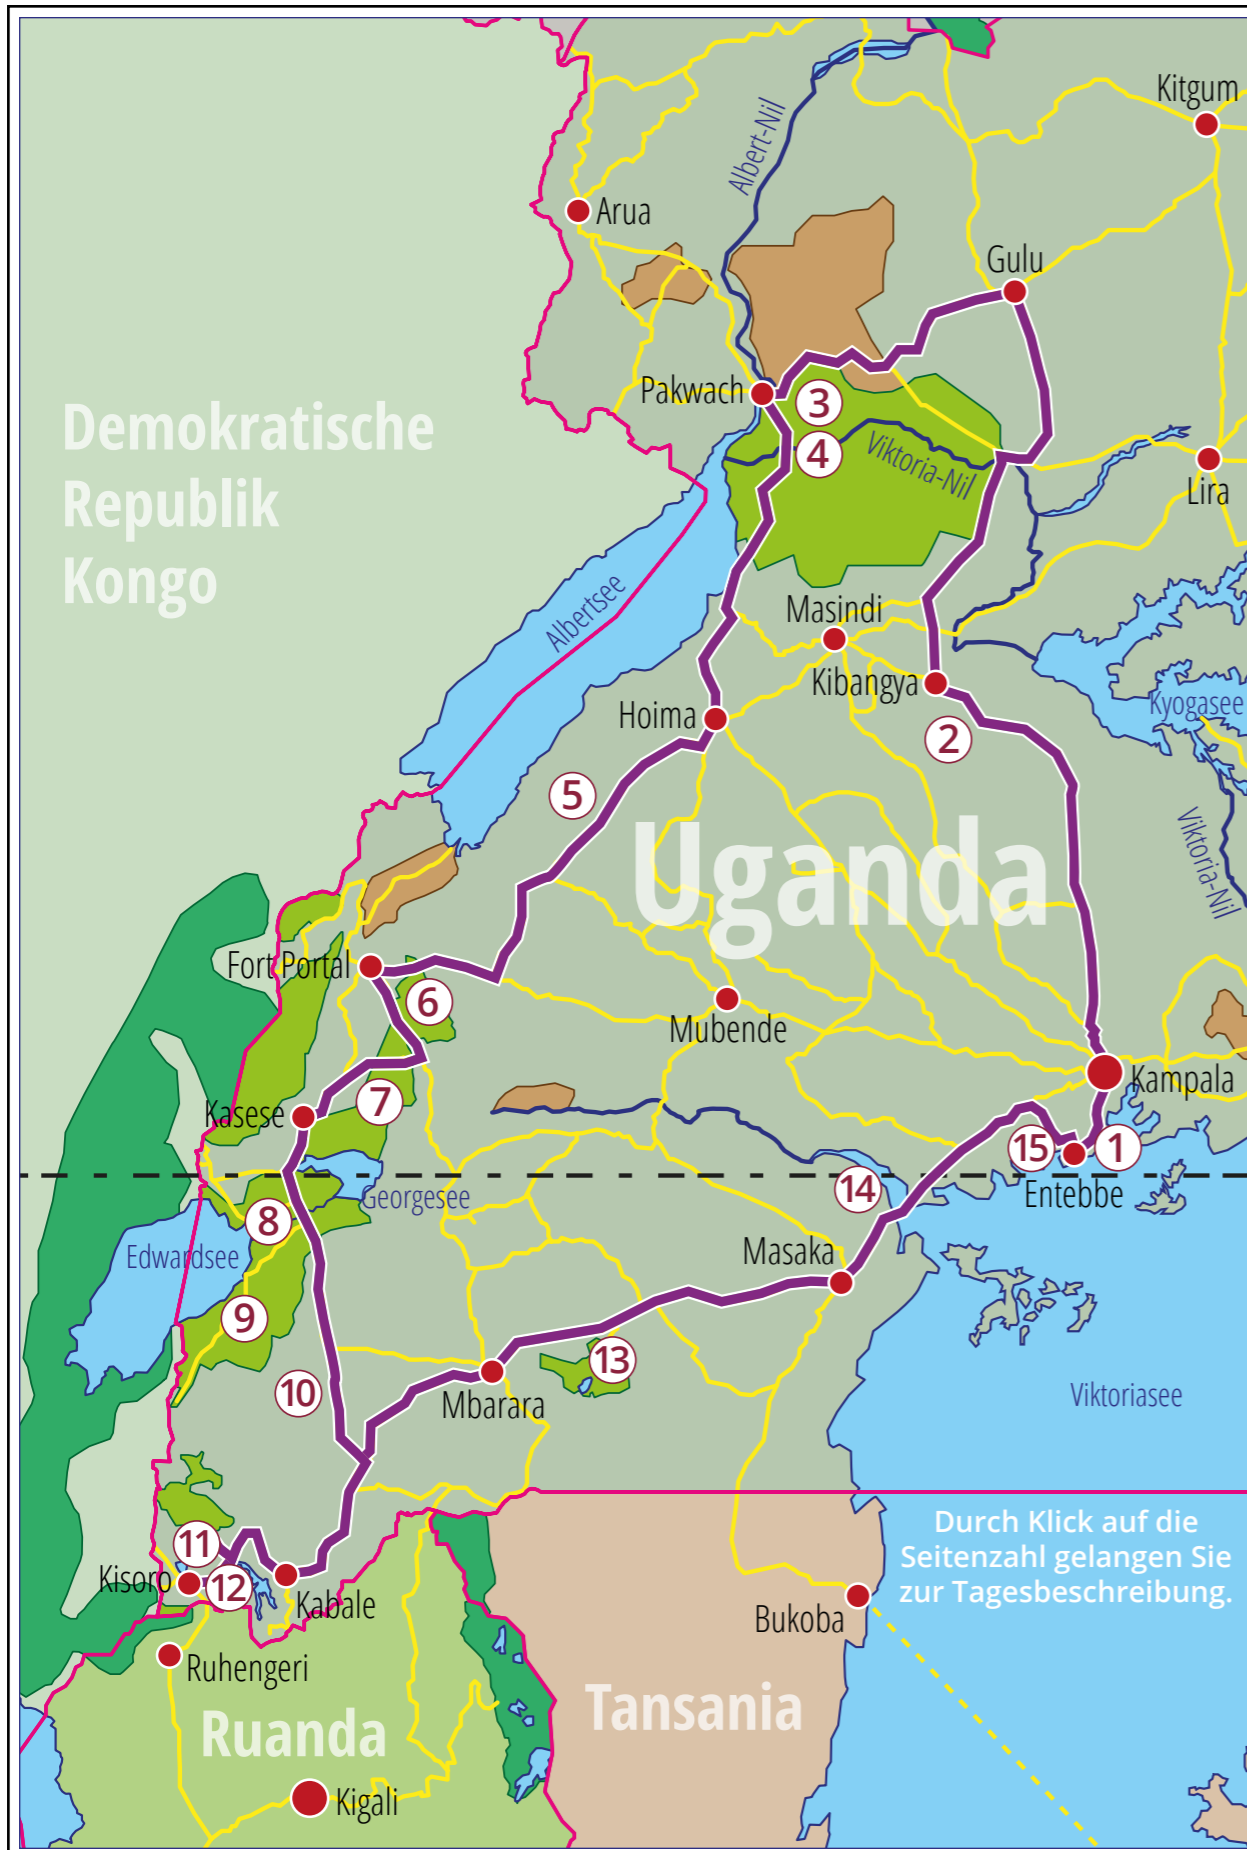 Kitgum
Albert-Nil
Arua
Gulu
Pakwach
3
Demokratische
Republik
Kongo
4
Viktoria-Nil
Lira
Albertsee
Masindi
Kibangya
Kyogasee
Hoima
2
5
Uganda
Viktoria-Nil
Fort Portal
6
Mubende
Kampala
7
Kasese
15
1
Entebbe
14
Georgesee
8
Edwardsee
Masaka
9
13
10
Mbarara
Viktoriasee
Durch Klick auf die
Seitenzahl gelangen Sie
zur Tagesbeschreibung.
11
Kisoro
12
Kabale
Bukoba
Ruhengeri
Tansania
Ruanda
Kigali